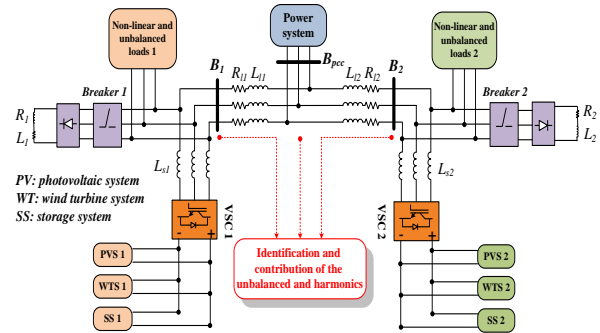 Non-linear and
unbalanced
loads 1
Power
system
Non-linear and
unbalanced
loads 2
B1
Bpcc
B2
Rl1 Ll1
Ll2 Rl2
Breaker 1
Breaker 2
R1
L1
R2
L2
Ls1
Ls2
PV: photovoltaic system
WT: wind turbine system
SS: storage system
VSC 1
VSC 2
- +
- +
PVS 1
WTS 1
SS 1
Identification and
contribution of the
unbalanced and harmonics
PVS 2
WTS 2
SS 2